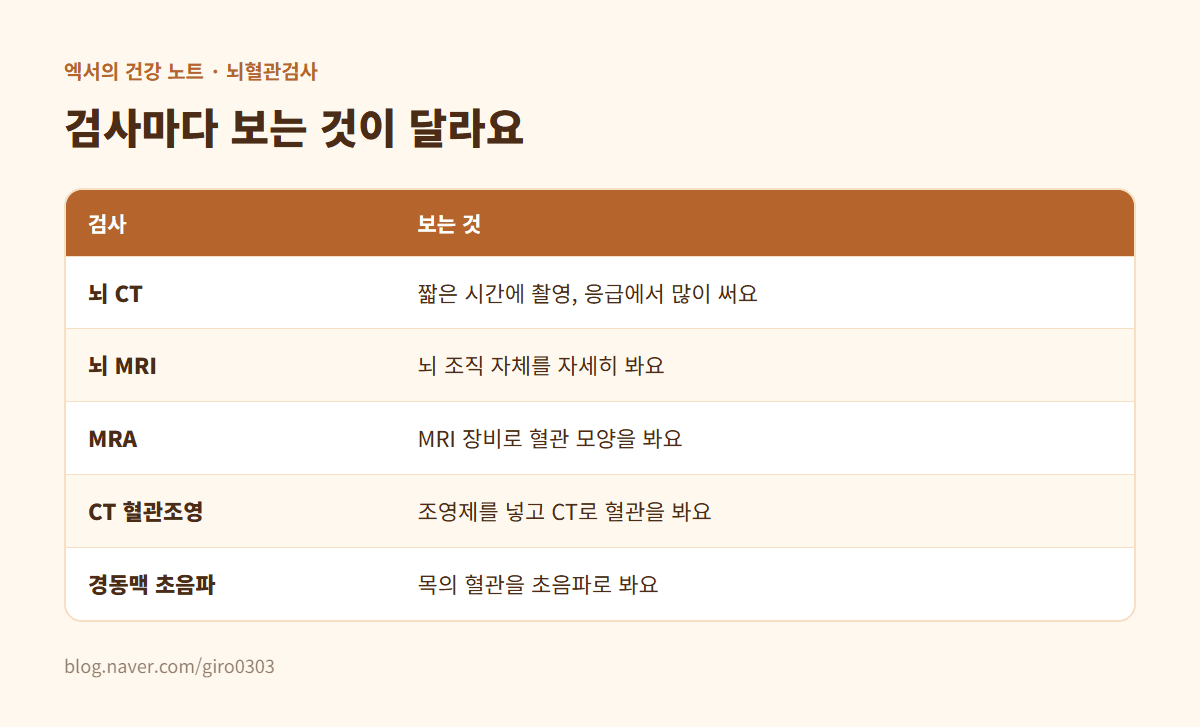 엑서의 건강 노트 · 뇌혈관검사
검사마다 보는 것이 달라요
검사 보는 것
뇌 CT 짧은 시간에 촬영, 응급에서 많이 써요
뇌 MRI 뇌 조직 자체를 자세히 봐요
MRA MRI 장비로 혈관 모양을 봐요
CT 혈관조영 조영제를 넣고 CT로 혈관을 봐요
경동맥 초음파 목의 혈관을 초음파로 봐요
blog.naver.com/giro0303